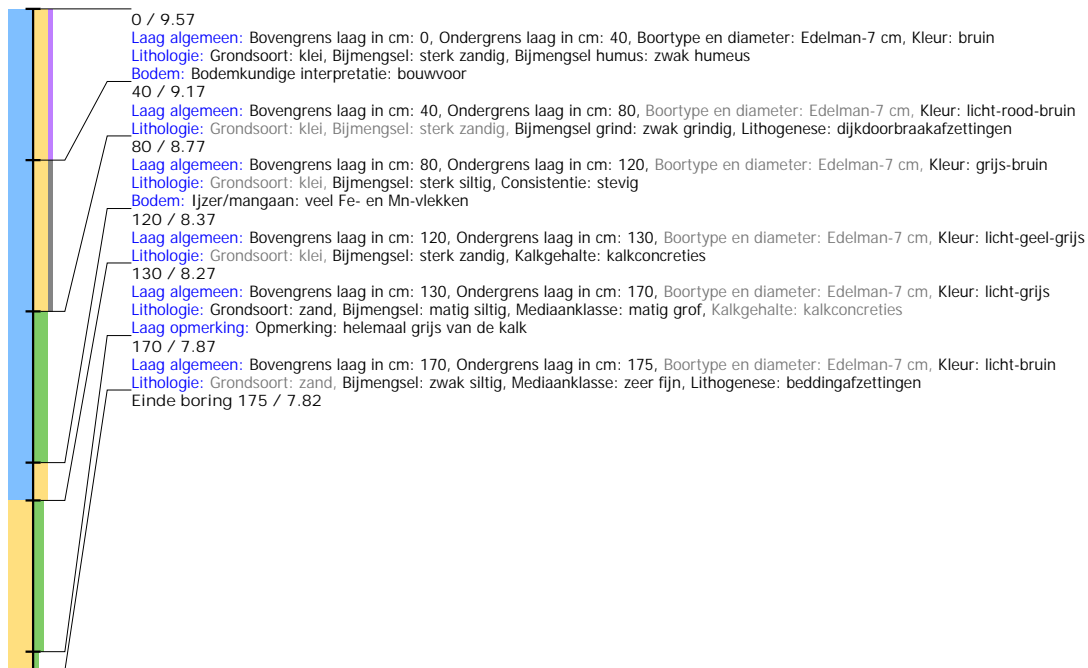 0 / 9.57
Laag algemeen: Bovengrens laag in cm: 0, Ondergrens laag in cm: 40, Boortype en diameter: Edelman-7 cm, Kleur: bruin
Lithologie: Grondsoort: klei, Bijmengsel: sterk zandig, Bijmengsel humus: zwak humeus
Bodem: Bodemkundige interpretatie: bouwvoor
40 / 9.17
Laag algemeen: Bovengrens laag in cm: 40, Ondergrens laag in cm: 80, Boortype en diameter: Edelman-7 cm, Kleur: licht-rood-bruin
Lithologie: Grondsoort: klei, Bijmengsel: sterk zandig, Bijmengsel grind: zwak grindig, Lithogenese: dijkdoorbraakafzettingen
80 / 8.77
Laag algemeen: Bovengrens laag in cm: 80, Ondergrens laag in cm: 120, Boortype en diameter: Edelman-7 cm, Kleur: grijs-bruin
Lithologie: Grondsoort: klei, Bijmengsel: sterk siltig, Consistentie: stevig
Bodem: Ijzer/mangaan: veel Fe- en Mn-vlekken
120 / 8.37
Laag algemeen: Bovengrens laag in cm: 120, Ondergrens laag in cm: 130, Boortype en diameter: Edelman-7 cm, Kleur: licht-geel-grijs
Lithologie: Grondsoort: klei, Bijmengsel: sterk zandig, Kalkgehalte: kalkconcreties
130 / 8.27
Laag algemeen: Bovengrens laag in cm: 130, Ondergrens laag in cm: 170, Boortype en diameter: Edelman-7 cm, Kleur: licht-grijs
Lithologie: Grondsoort: zand, Bijmengsel: matig siltig, Mediaanklasse: matig grof, Kalkgehalte: kalkconcreties
Laag opmerking: Opmerking: helemaal grijs van de kalk
170 / 7.87
Laag algemeen: Bovengrens laag in cm: 170, Ondergrens laag in cm: 175, Boortype en diameter: Edelman-7 cm, Kleur: licht-bruin
Lithologie: Grondsoort: zand, Bijmengsel: zwak siltig, Mediaanklasse: zeer fijn, Lithogenese: beddingafzettingen
Einde boring 175 / 7.82